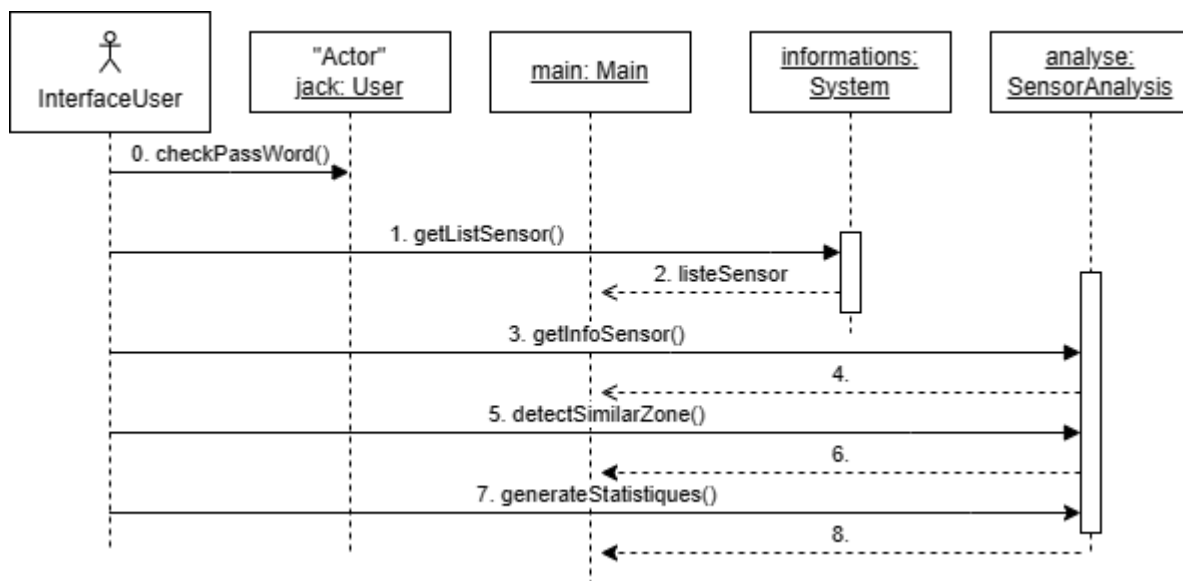 InterfaceUser
"Actor"
jack: User
main: Main
informations:
System
analyse:
SensorAnalysis
0. checkPassWord()
1. getListSensor()
2. listeSensor
3. getInfoSensor()
4.
5. detectSimilarZone()
6.
7. generateStatistiques()
8.